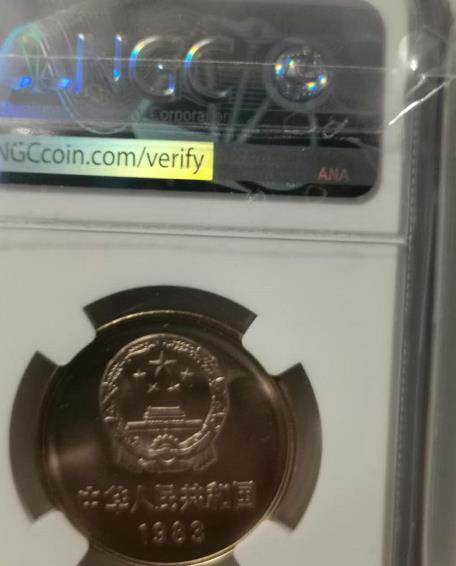 NGC
Corporation
NGCcoin.com/verify
ANA
中华人民共和国
1983